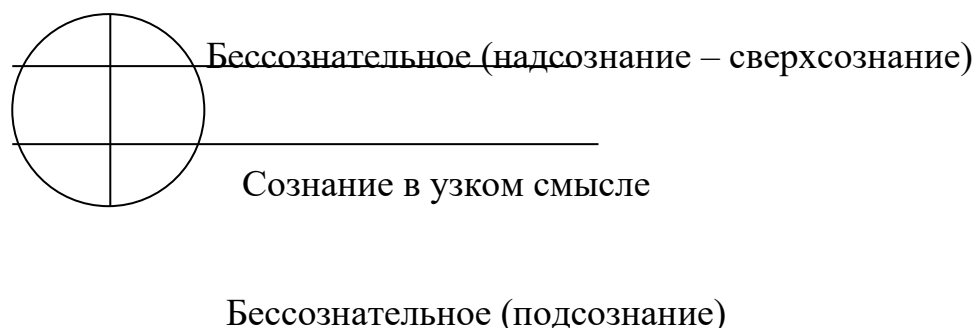 Бессознательное (надсознание – сверхсознание)
Сознание в узком смысле
Бессознательное (подсознание)